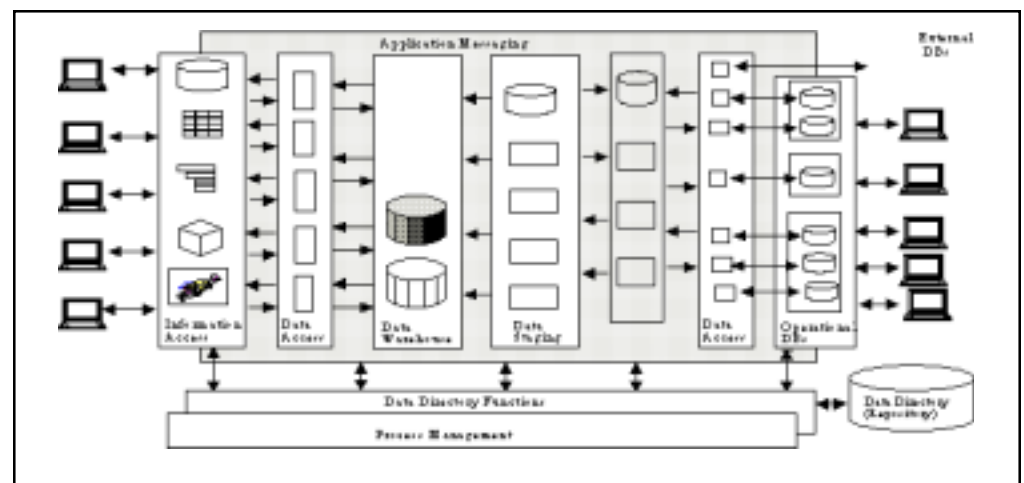 Application Messaging
External
DBs
Information
Access
Data
Access
Data
Warehouse
Data
Staging
Data
Access
Operational
DBs
Data Directory Functions
Data Directory
(Repository)
Process Management